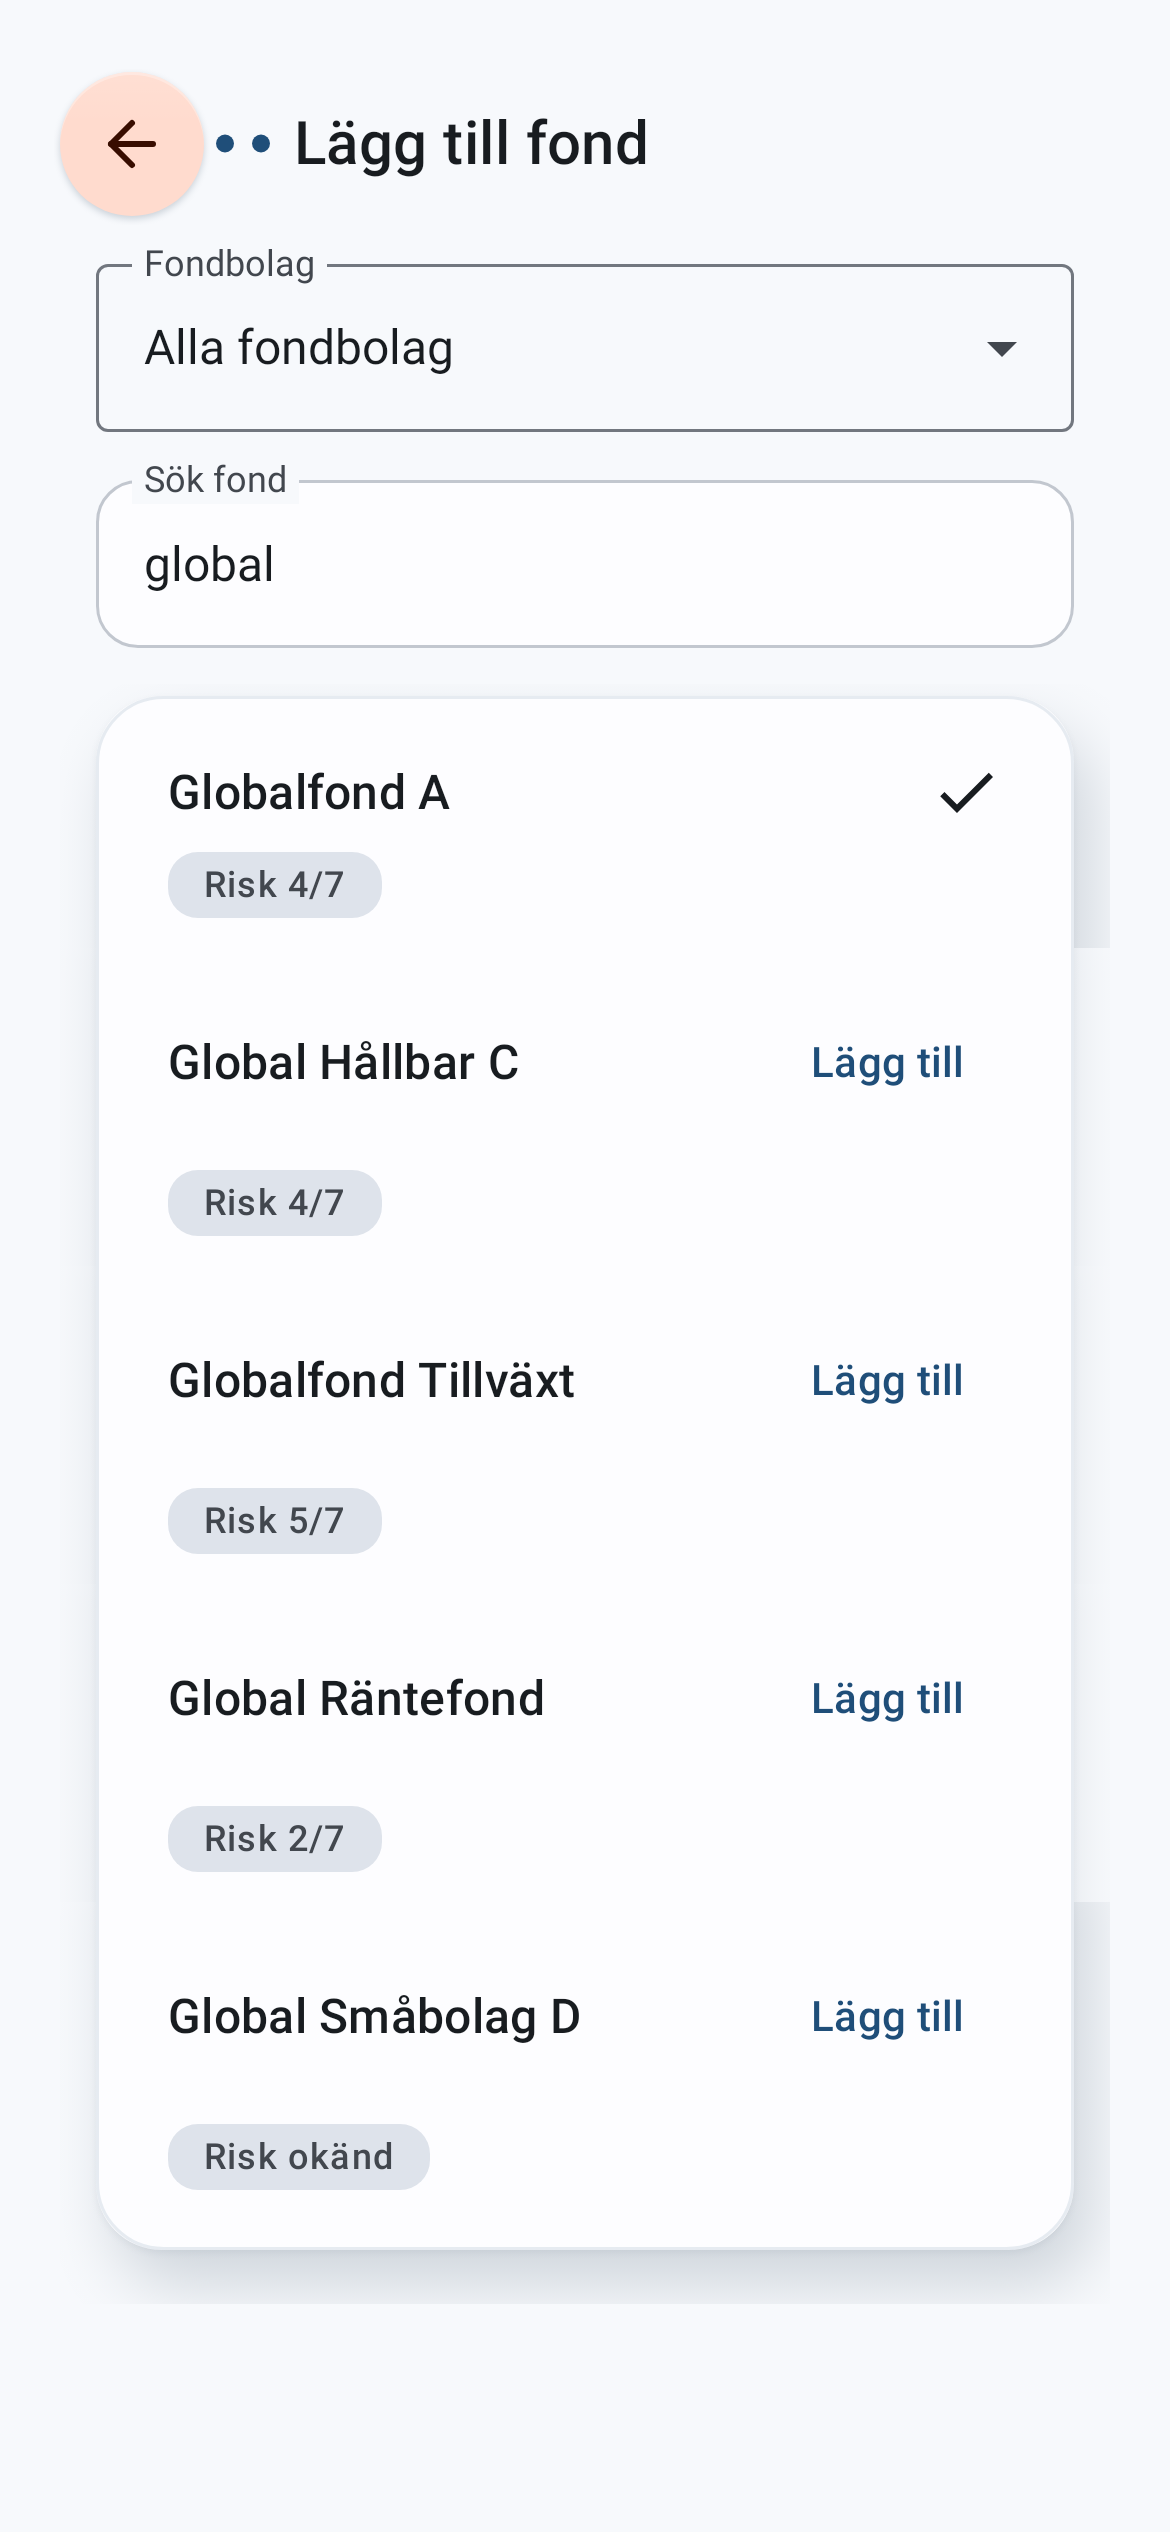 Lägg till fond
Fondbolag
Alla fondbolag
Sök fond
global
Globalfond A
Risk 4/7
Global Hållbar C
Lägg till
Risk 4/7
Globalfond Tillväxt
Lägg till
Risk 5/7
Global Räntefond
Lägg till
Risk 2/7
Global Småbolag D
Lägg till
Risk okänd